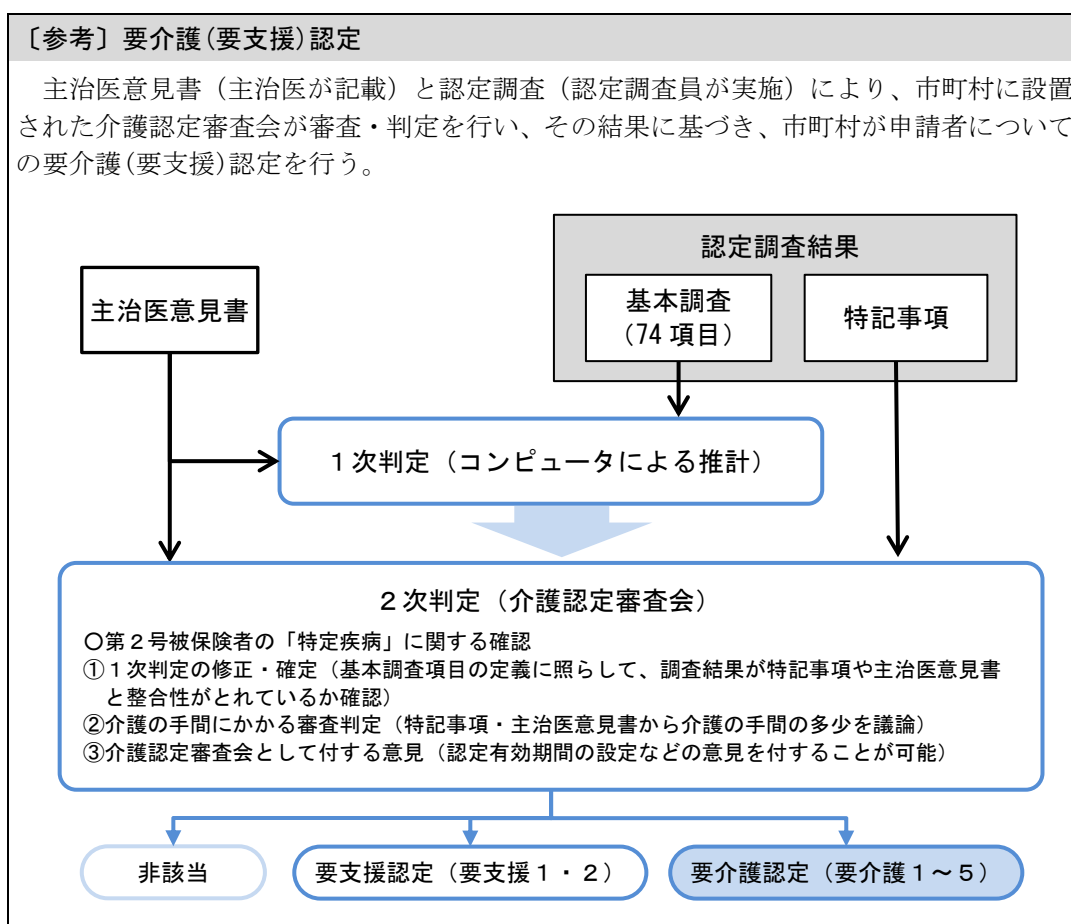 〔参考〕要介護(要支援)認定
　主治医意見書（主治医が記載）と認定調査（認定調査員が実施）により、市町村に設置
された介護認定審査会が審査・判定を行い、その結果に基づき、市町村が申請者について
の要介護(要支援)認定を行う。
認定調査結果
主治医意見書
基本調査
（74 項目）
特記事項
１次判定（コンピュータによる推計）
２次判定（介護認定審査会）
〇第２号被保険者の「特定疾病」に関する確認
①１次判定の修正・確定（基本調査項目の定義に照らして、調査結果が特記事項や主治医意見書
と整合性がとれているか確認）
②介護の手間にかかる審査判定（特記事項・主治医意見書から介護の手間の多少を議論）
③介護認定審査会として付する意見（認定有効期間の設定などの意見を付することが可能）
非該当
要支援認定（要支援１・２）
要介護認定（要介護１～５）